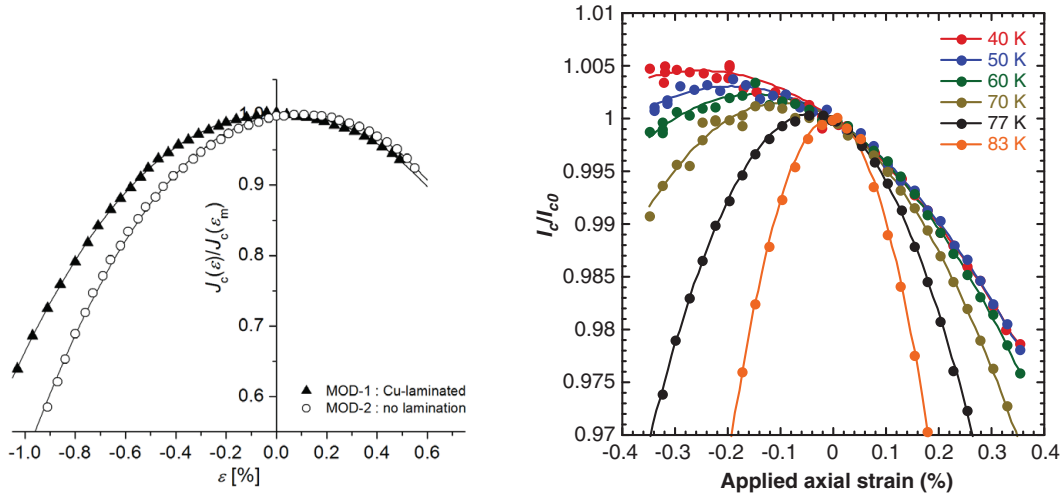 1.0
0.9
0.8
0.7
0.6
J_c(ε)/J_c(ε_m)
▲ MOD-1 : Cu-laminated
○ MOD-2 : no lamination
-1.0 -0.8 -0.6 -0.4 -0.2 0.0 0.2 0.4 0.6
ε [%]
1.01
1.005
1
0.995
0.99
0.985
0.98
0.975
0.97
I_c/I_c0
40 K
50 K
60 K
70 K
77 K
83 K
-0.4 -0.3 -0.2 -0.1 0 0.1 0.2 0.3 0.4
Applied axial strain (%)